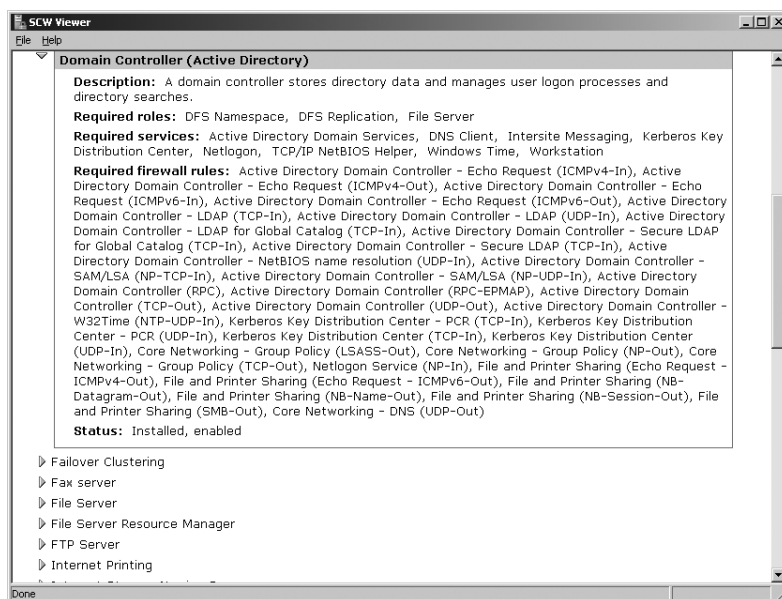 SCW Viewer
File Help
Domain Controller (Active Directory)
Description: A domain controller stores directory data and manages user logon processes and
directory searches.
Required roles: DFS Namespace, DFS Replication, File Server
Required services: Active Directory Domain Services, DNS Client, Intersite Messaging, Kerberos Key
Distribution Center, Netlogon, TCP/IP NetBIOS Helper, Windows Time, Workstation
Required firewall rules: Active Directory Domain Controller - Echo Request (ICMPv4-In), Active
Directory Domain Controller - Echo Request (ICMPv4-Out), Active Directory Domain Controller - Echo
Request (ICMPv6-In), Active Directory Domain Controller - Echo Request (ICMPv6-Out), Active Directory
Domain Controller - LDAP (TCP-In), Active Directory Domain Controller - LDAP (UDP-In), Active Directory
Domain Controller - LDAP for Global Catalog (TCP-In), Active Directory Domain Controller - Secure LDAP
for Global Catalog (TCP-In), Active Directory Domain Controller - Secure LDAP (TCP-In), Active
Directory Domain Controller - NetBIOS name resolution (UDP-In), Active Directory Domain Controller -
SAM/LSA (NP-TCP-In), Active Directory Domain Controller - SAM/LSA (NP-UDP-In), Active Directory
Domain Controller (RPC), Active Directory Domain Controller (RPC-EPMAP), Active Directory Domain
Controller (TCP-Out), Active Directory Domain Controller (UDP-Out), Active Directory Domain Controller -
W32Time (NTP-UDP-In), Kerberos Key Distribution Center - PCR (TCP-In), Kerberos Key Distribution
Center - PCR (UDP-In), Kerberos Key Distribution Center (TCP-In), Kerberos Key Distribution Center
(UDP-In), Core Networking - Group Policy (LSASS-Out), Core Networking - Group Policy (NP-Out), Core
Networking - Group Policy (TCP-Out), Netlogon Service (NP-In), File and Printer Sharing (Echo Request -
ICMPv4-Out), File and Printer Sharing (Echo Request - ICMPv6-Out), File and Printer Sharing (NB-
Datagram-Out), File and Printer Sharing (NB-Name-Out), File and Printer Sharing (NB-Session-Out), File
and Printer Sharing (SMB-Out), Core Networking - DNS (UDP-Out)
Status: Installed, enabled
Failover Clustering
Fax server
File Server
File Server Resource Manager
FTP Server
Internet Printing
Done